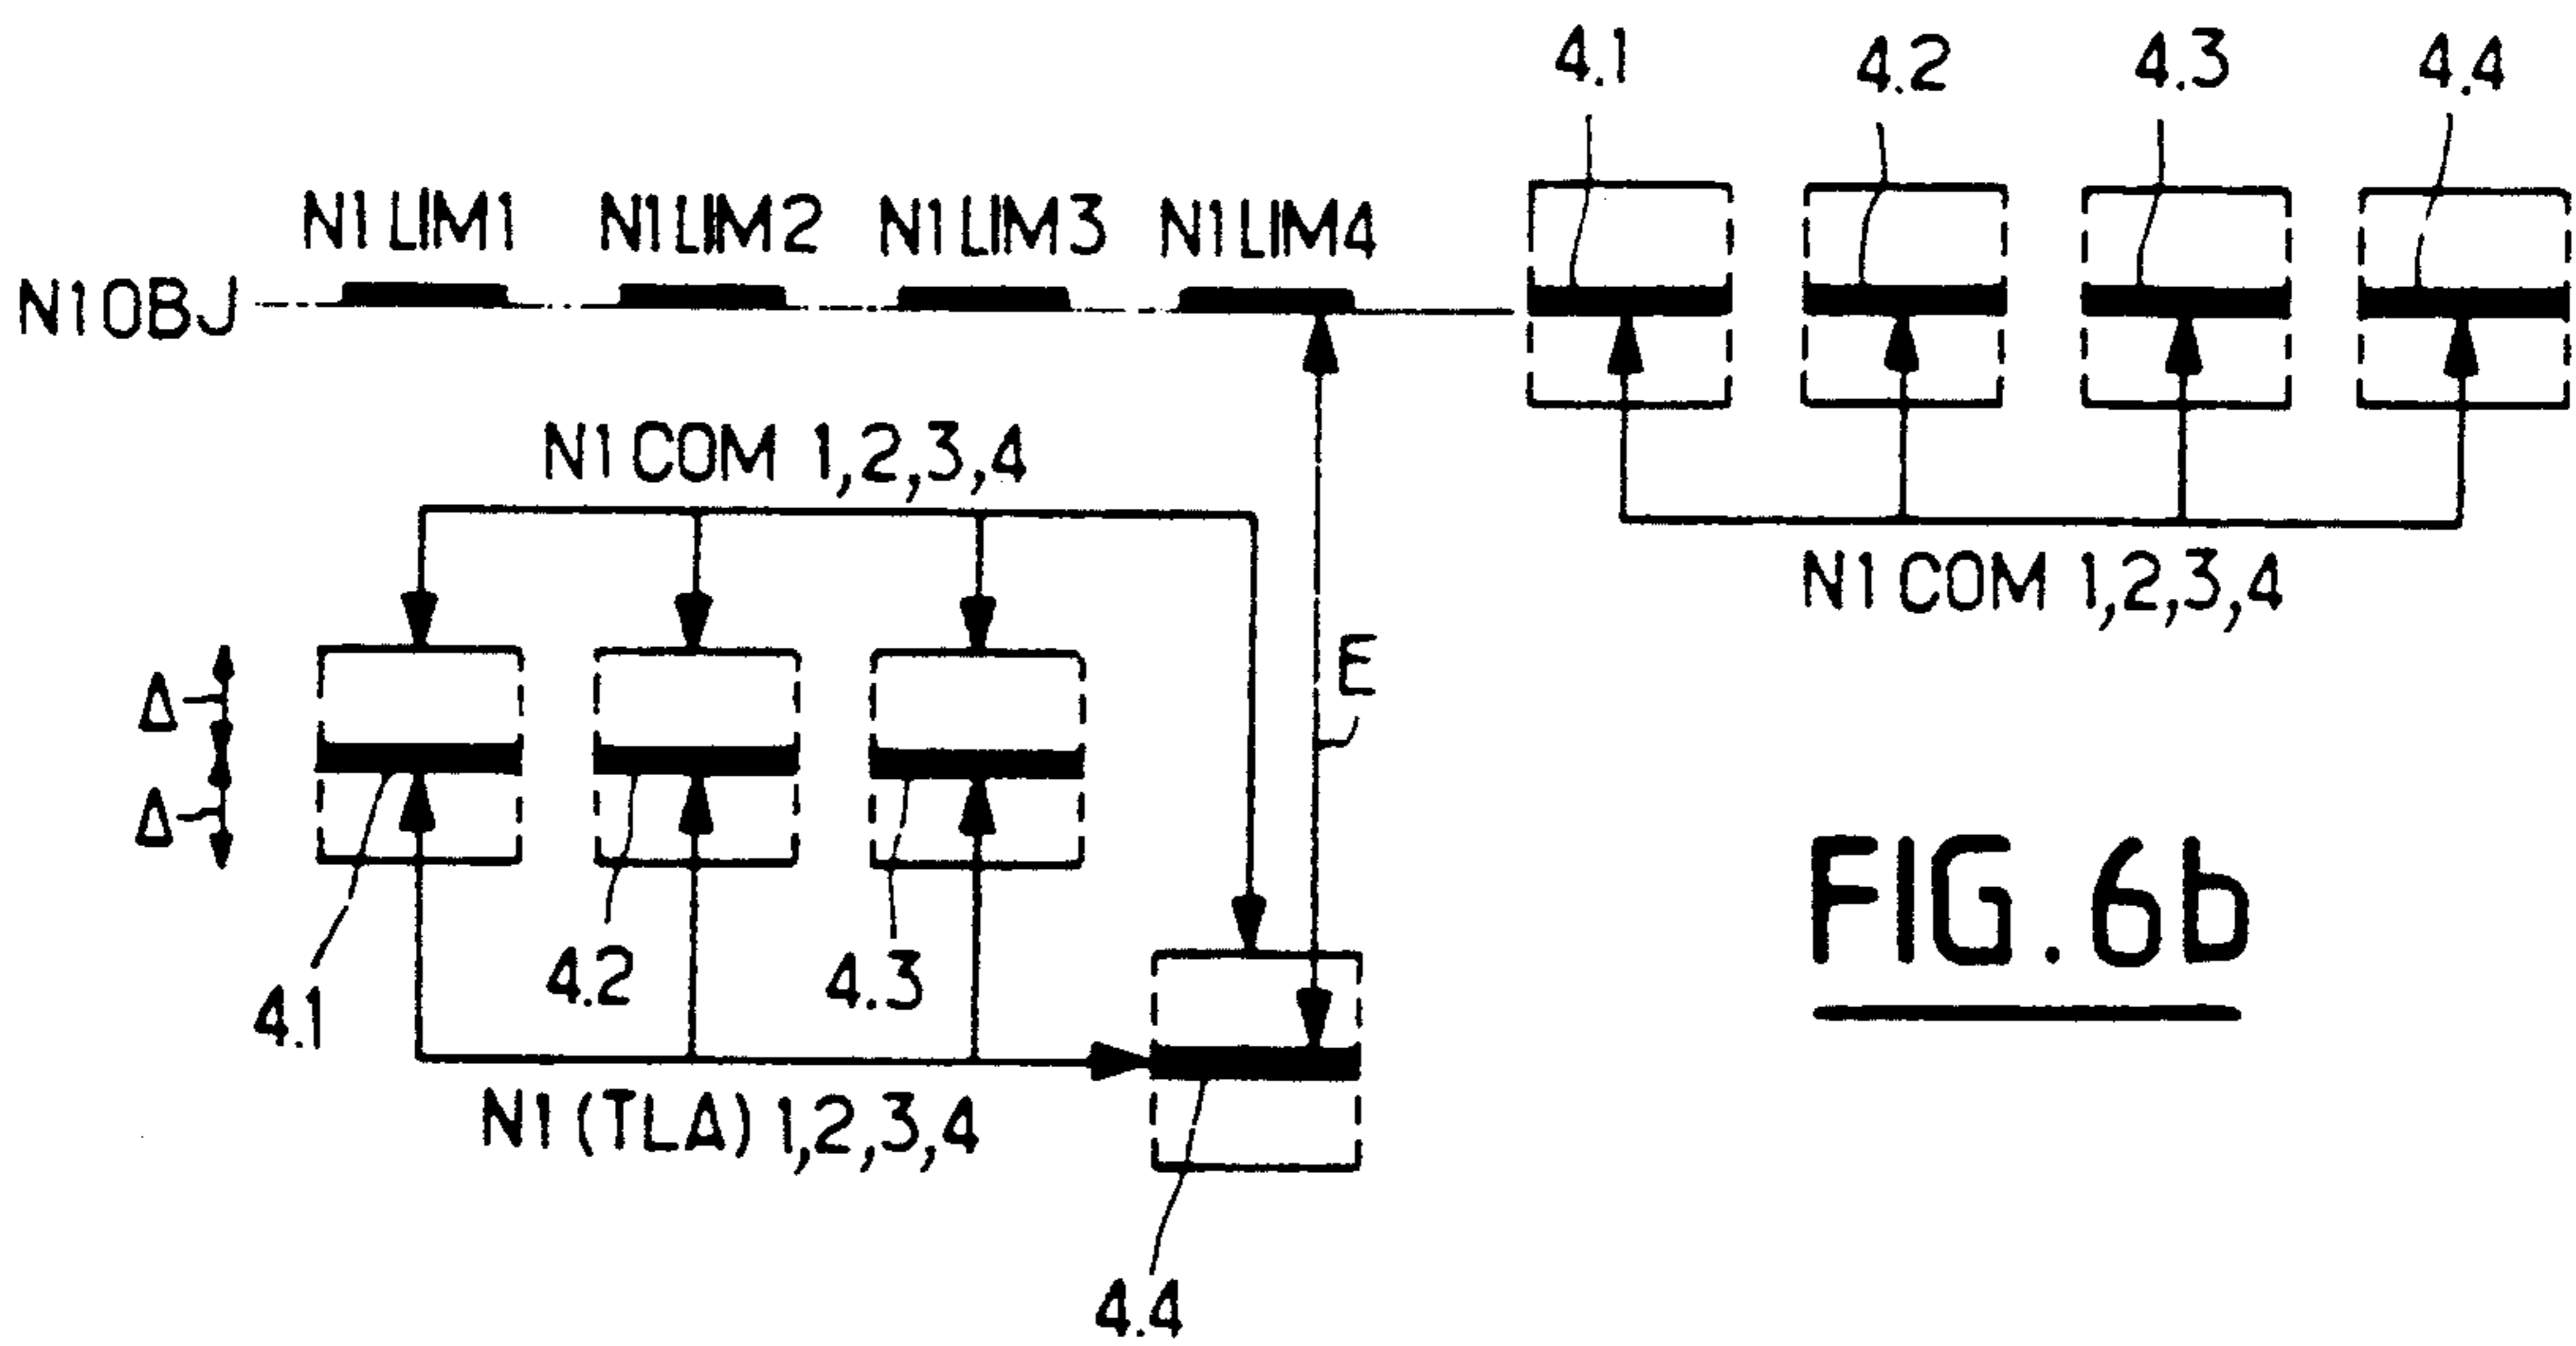 4.1 4.2 4.3 4.4
N1 LIM1 N1 LIM2 N1 LIM3 N1 LIM4
N1 OBJ
N1 COM 1,2,3,4
N1 COM 1,2,3,4
E
Δ
Δ
4.1 4.2 4.3
N1 (TLA) 1,2,3,4
4.4
FIG. 6b